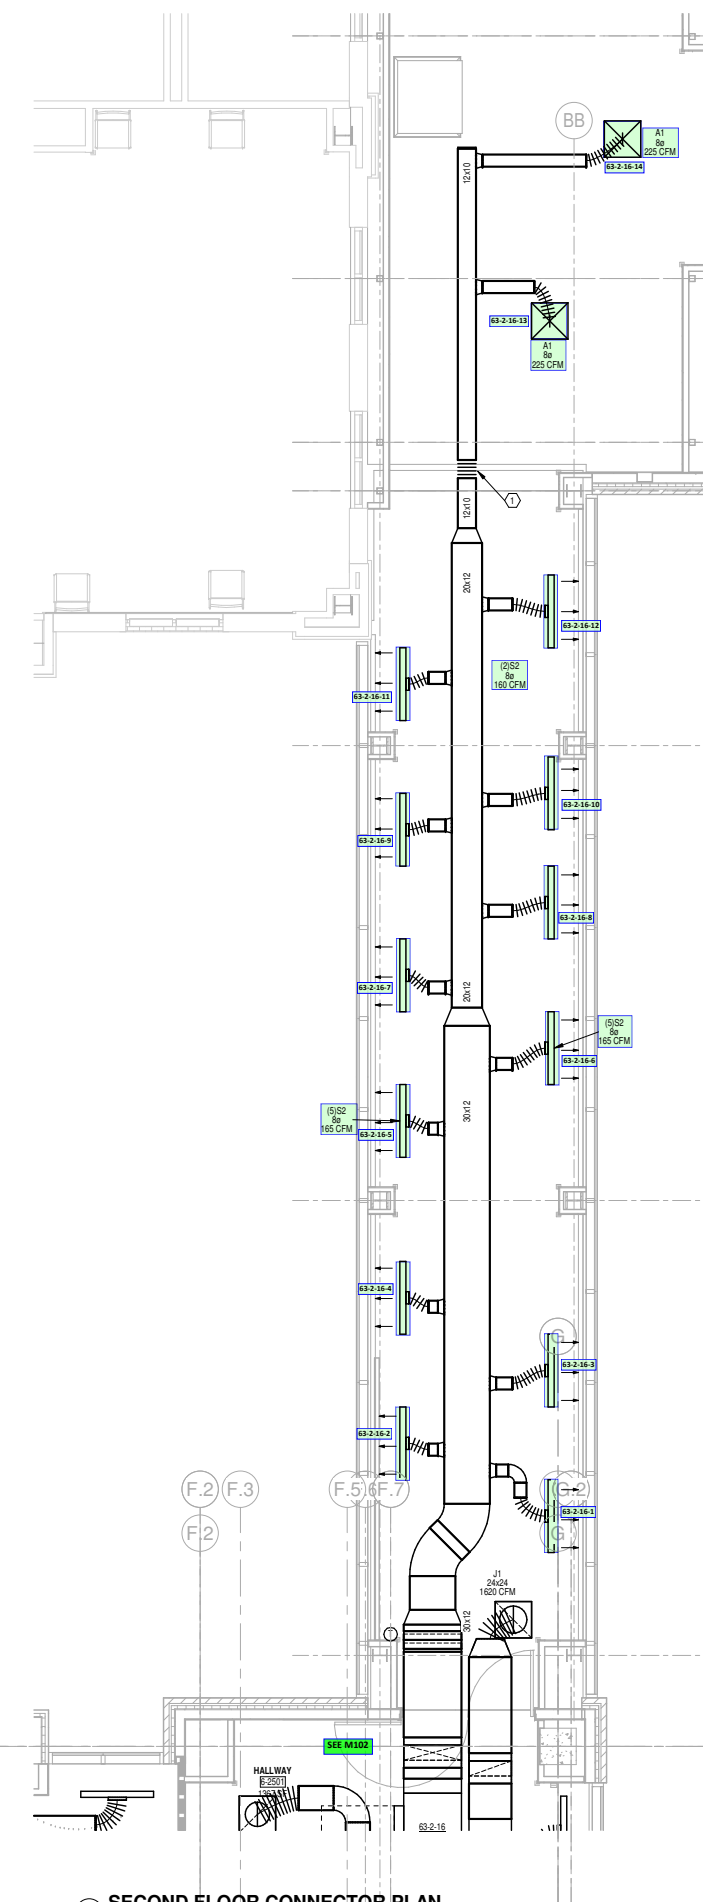 BB
A1
8ø
225 CFM
63-2-16-14
12x10
63-2-16-13
A1
8ø
225 CFM
12x10
1
20x12
63-2-16-12
(2)S2
8ø
160 CFM
63-2-16-11
63-2-16-10
63-2-16-9
63-2-16-8
63-2-16-7
20x12
(5)S2
8ø
165 CFM
63-2-16-6
30x12
(5)S2
8ø
165 CFM
63-2-16-5
63-2-16-4
G
63-2-16-3
63-2-16-2
F.2
F.3
F.5
.6
F.7
G.2
63-2-16-1
F.2
G
J1
24x24
1620 CFM
30x12
SEE M102
HALLWAY
6-2501
63-2-16
SECOND FLOOR CONNECTOR PLAN